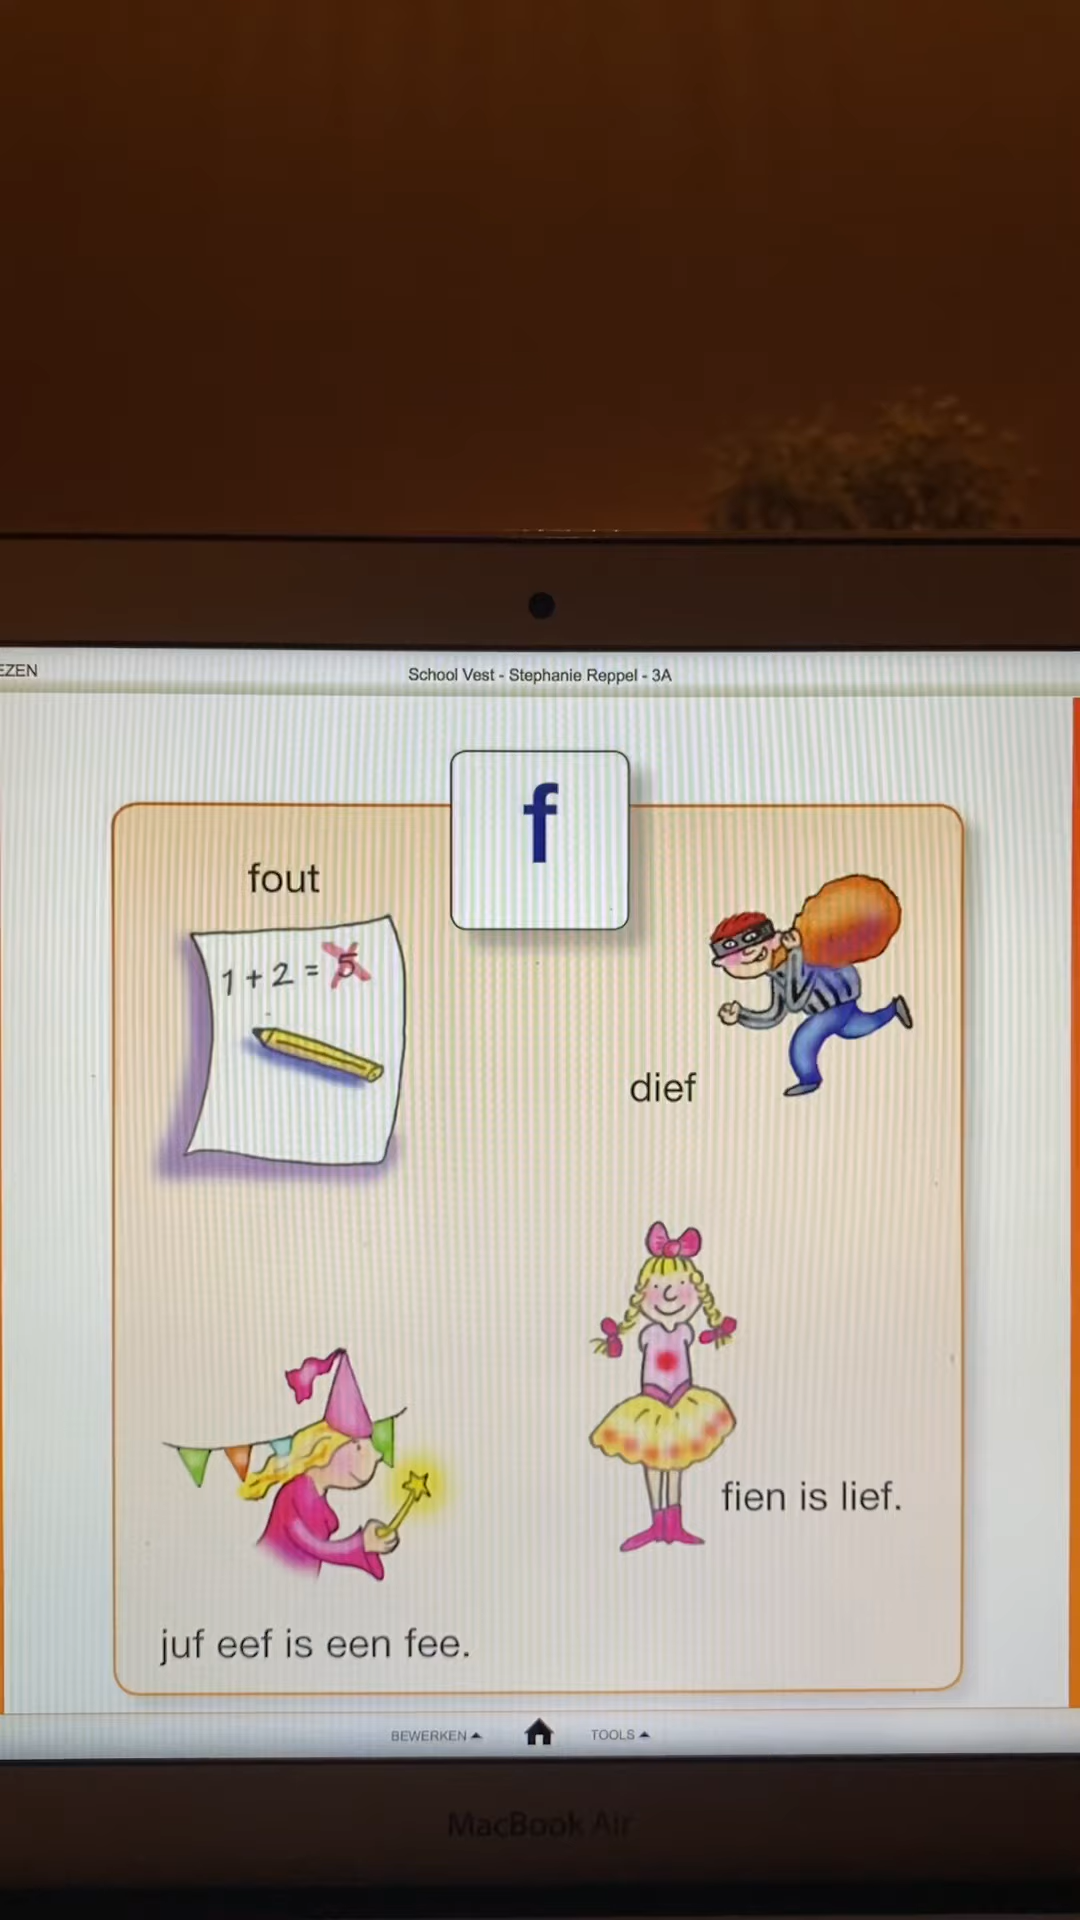 EZEN
School Vest - Stephanie Reppel - 3A
f
fout
1 + 2 = 5
dief
fien is lief.
juf eef is een fee.
BEWERKEN
TOOLS
MacBook Air